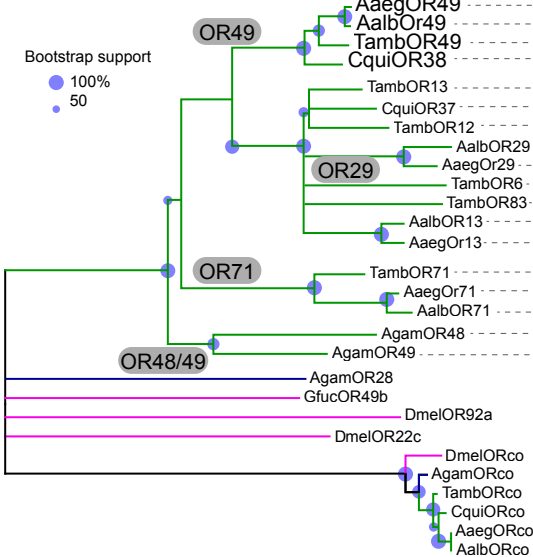 AaegOR49
AalbOr49
OR49
TambOR49
Bootstrap support
CquiOR38
100%
TambOR13
50
CquiOR37
TambOR12
AalbOR29
OR29
AaegOr29
TambOR6
TambOR83
AalbOR13
AaegOr13
OR71
TambOR71
AaegOr71
AalbOR71
AgamOR48
AgamOR49
OR48/49
AgamOR28
GfucOR49b
DmelOR92a
DmelOR22c
DmelORco
AgamORco
TambORco
CquiORco
AaegORco
AalbORco